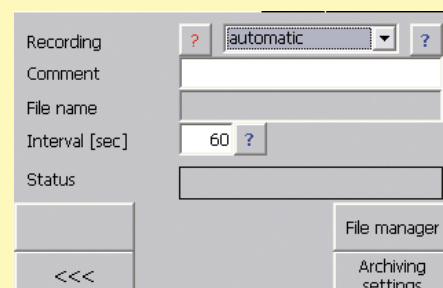 Recording ? automatic ?
Comment
File name
Interval [sec] 60 ?
Status
File manager
<<< Archiving
settings